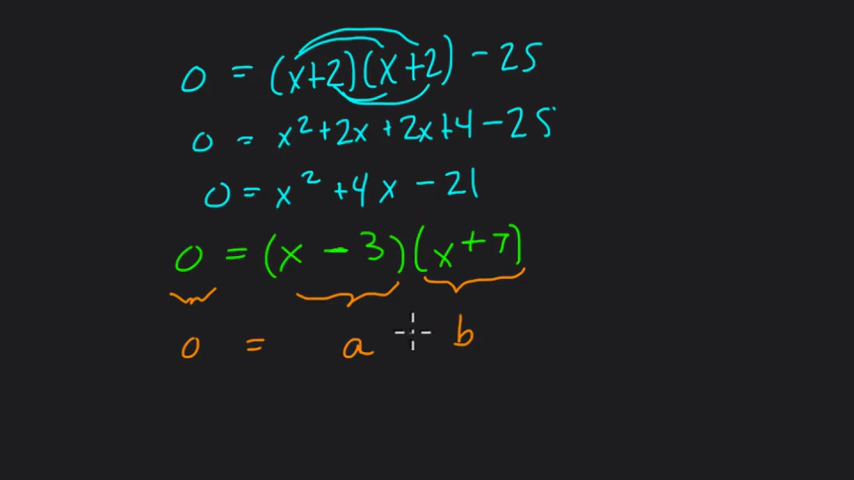 0 = (x+2)(x+2) - 25
0 = x² + 2x + 2x + 4 - 25
0 = x² + 4x - 21
0 = (x - 3)(x + 7)
0 = a b